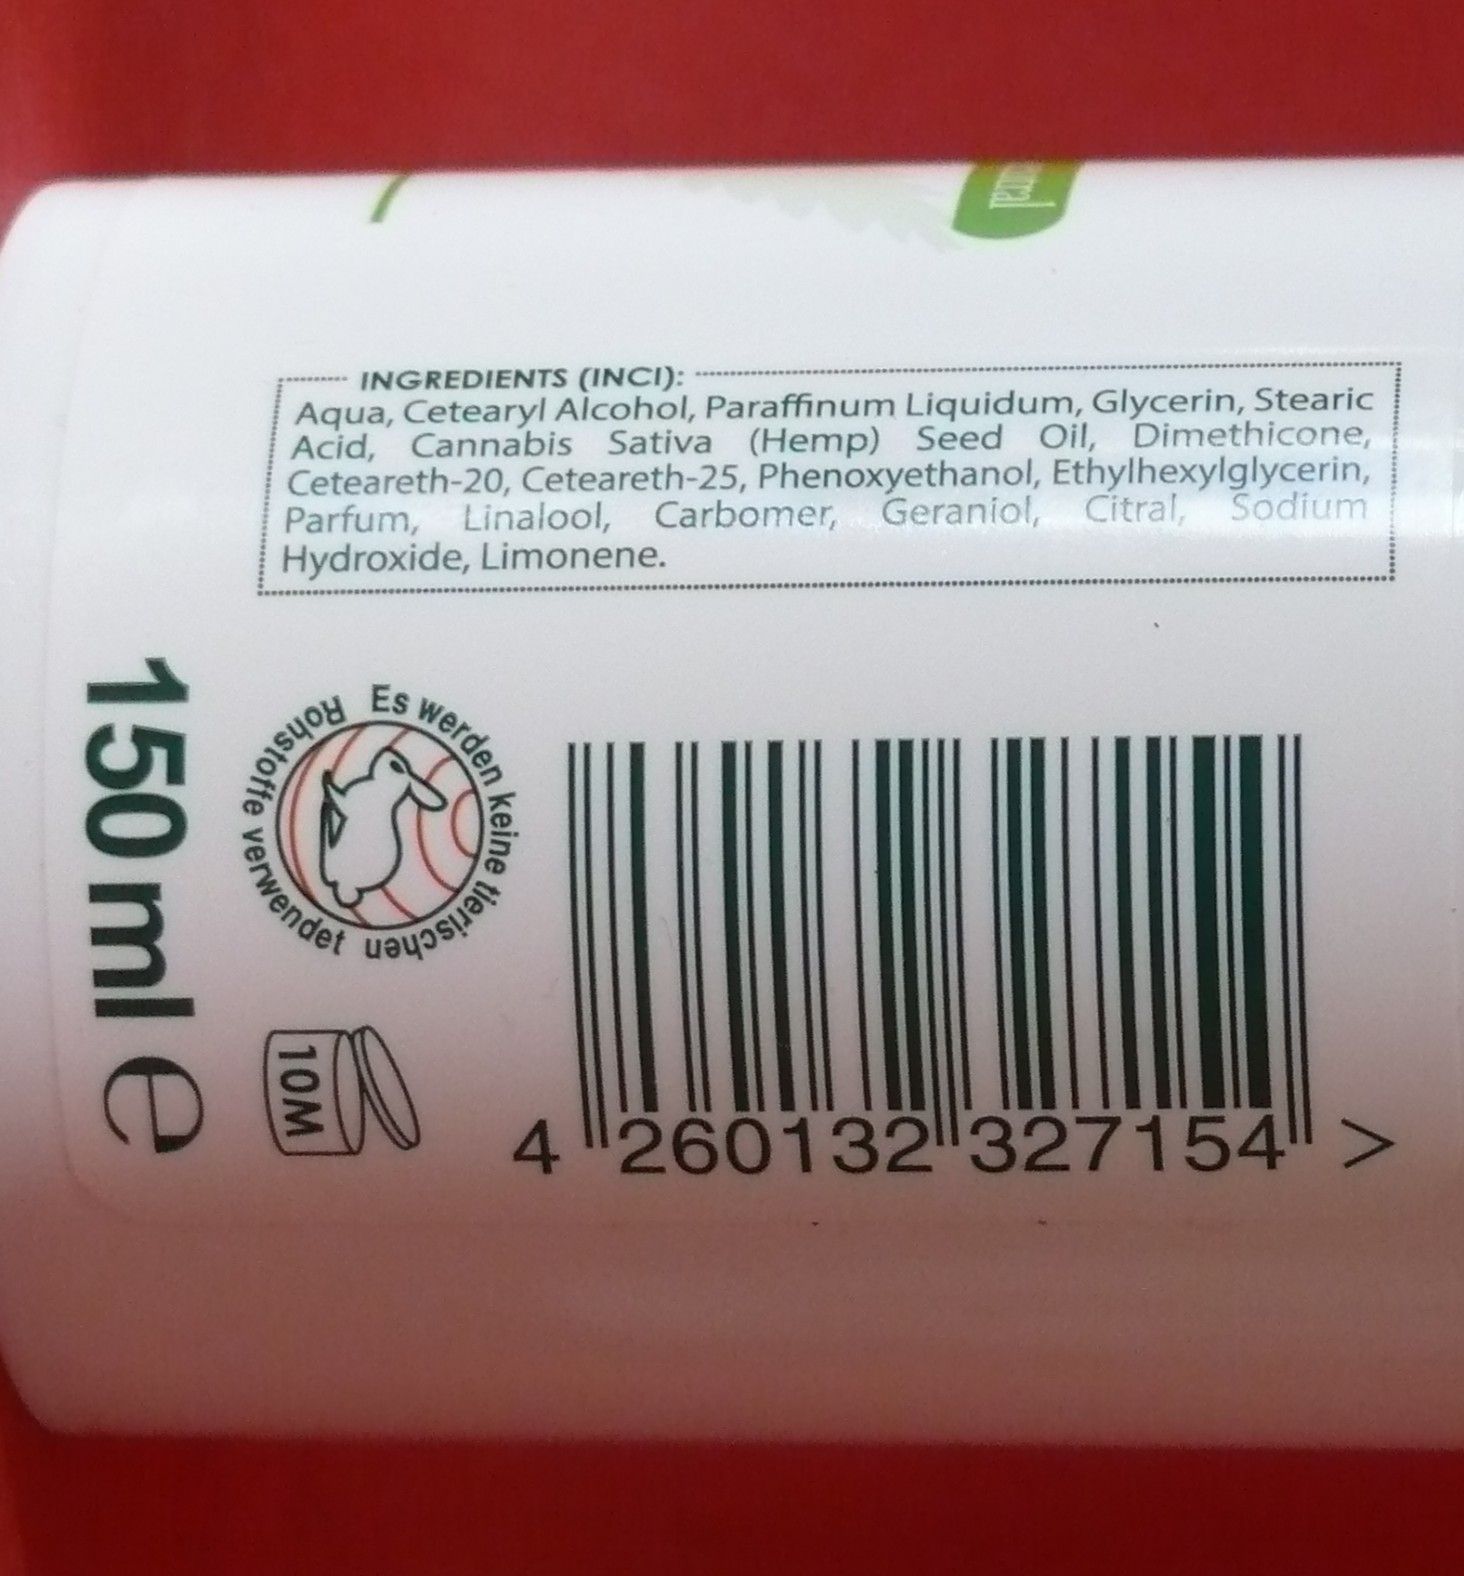 INGREDIENTS (INCI):
Aqua, Cetearyl Alcohol, Paraffinum Liquidum, Glycerin, Stearic
Acid, Cannabis Sativa (Hemp) Seed Oil, Dimethicone,
Ceteareth-20, Ceteareth-25, Phenoxyethanol, Ethylhexylglycerin,
Parfum, Linalool, Carbomer, Geraniol, Citral, Sodium
Hydroxide, Limonene.
150 ml e
Es werden keine tierischen Rohstoffe verwendet
10M
4 260132 327154 >